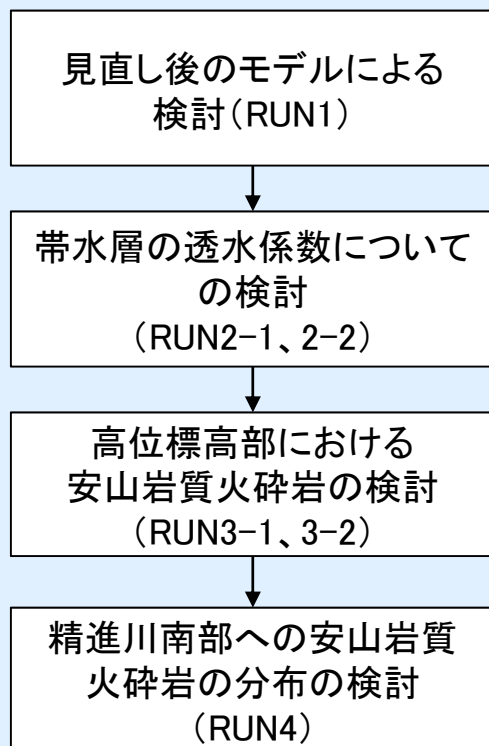 見直し後のモデルによる
検討(RUN1)
帯水層の透水係数について
の検討
(RUN2-1、2-2)
高位標高部における
安山岩質火砕岩の検討
(RUN3-1、3-2)
精進川南部への安山岩質
火砕岩の分布の検討
(RUN4)